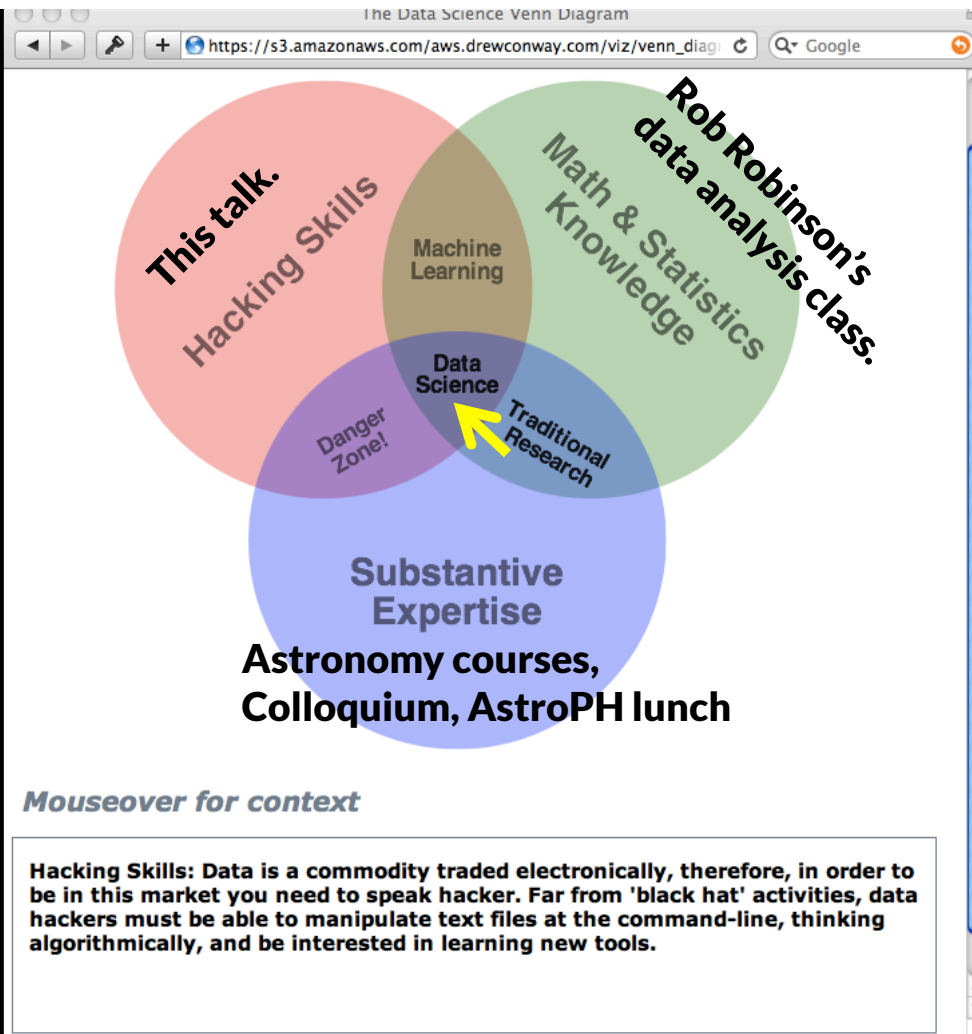 The Data Science Venn Diagram
https://s3.amazonaws.com/aws.drewconway.com/viz/venn_diag
Google
This talk.
Hacking Skills
Rob Robinson's
data analysis class.
Math & Statistics
Knowledge
Machine
Learning
Data
Science
Danger
Zone!
Traditional
Research
Substantive
Expertise
Astronomy courses,
Colloquium, AstroPH lunch
Mouseover for context
Hacking Skills: Data is a commodity traded electronically, therefore, in order to
be in this market you need to speak hacker. Far from 'black hat' activities, data
hackers must be able to manipulate text files at the command-line, thinking
algorithmically, and be interested in learning new tools.